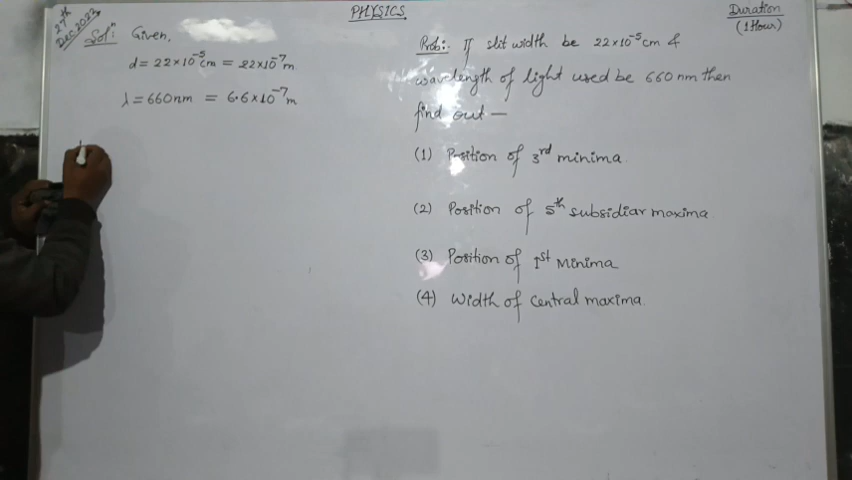 27th Dec 2023
PHYSICS
Duration
(1 Hour)
Solⁿ: Given,
d = 22×10⁻⁵cm = 22×10⁻⁷m
λ = 660nm = 6.6×10⁻⁷m
Prob:- If slit width be 22×10⁻⁵cm &
wavelength of light used be 660 nm then
find out —
(1) Position of 3rd minima.
(2) Position of 5th subsidiar maxima
(3) Position of 1st Minima
(4) Width of central maxima.